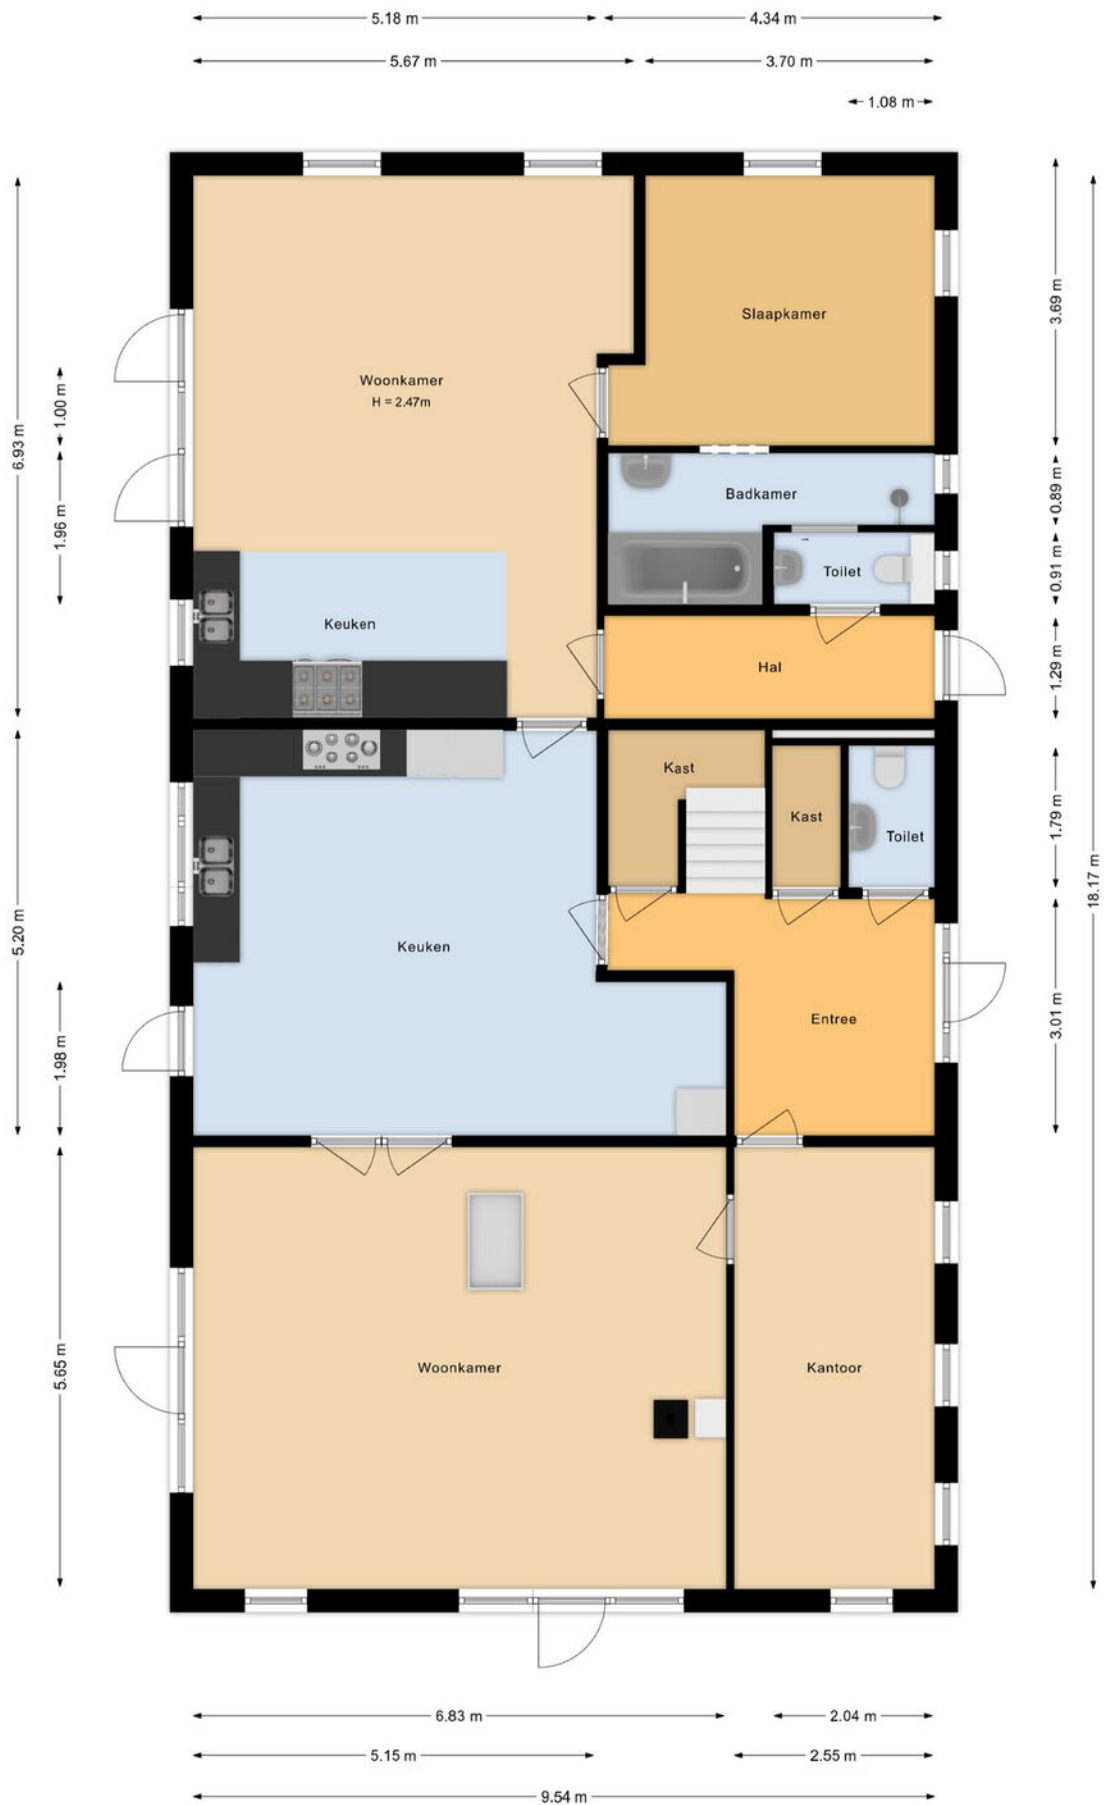 5.18 m
4.34 m
5.67 m
3.70 m
1.08 m
Slaapkamer
3.69 m
Woonkamer
H = 2.47m
1.00 m
6.93 m
Badkamer
0.89 m
1.96 m
Toilet
0.91 m
Keuken
Hal
1.29 m
Kast
Kast
Toilet
1.79 m
18.17 m
5.20 m
Keuken
Entree
3.01 m
1.98 m
Woonkamer
Kantoor
5.65 m
6.83 m
2.04 m
5.15 m
2.55 m
9.54 m